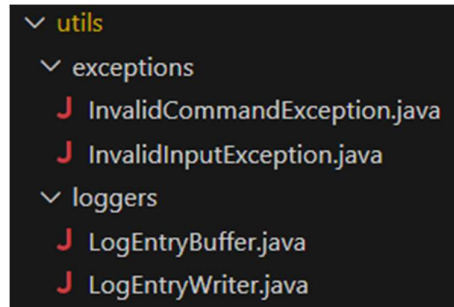 utils
exceptions
J InvalidCommandException.java
J InvalidInputException.java
loggers
J LogEntryBuffer.java
J LogEntryWriter.java